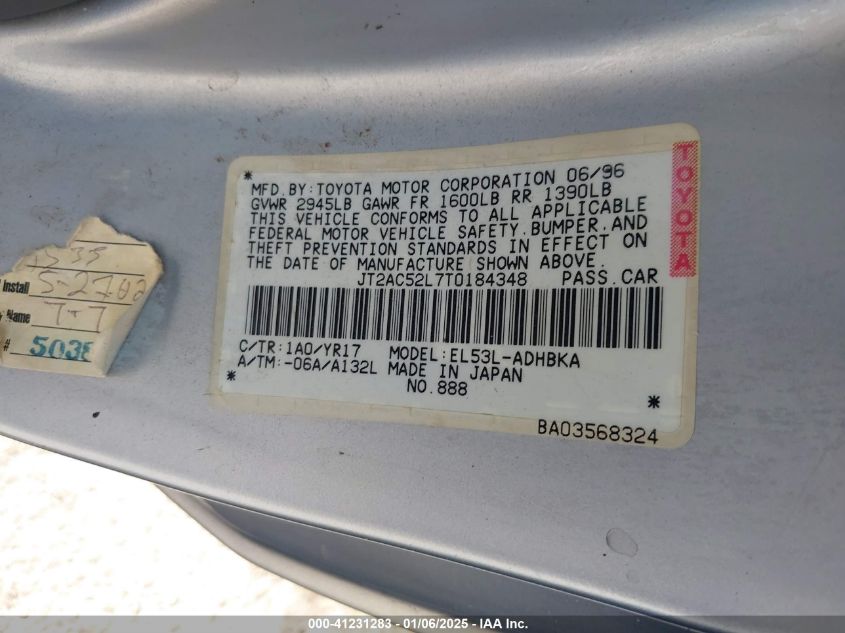 * MFD.BY:TOYOTA MOTOR CORPORATION 06/96
GVWR 2945LB GAWR FR 1600LB RR 1390LB
THIS VEHICLE CONFORMS TO ALL APPLICABLE
FEDERAL MOTOR VEHICLE SAFETY.BUMPER.AND
THEFT PREVENTION STANDARDS IN EFFECT ON
THE DATE OF MANUFACTURE SHOWN ABOVE.
JT2AC52L7T0184348 PASS.CAR
C/TR:1A0/YR17 MODEL:EL53L-ADHBKA
A/TM:-06A/A132L MADE IN JAPAN
* NO.888 *
BA03568324
TOYOTA
Install
Name T-T
# 5038
000-41231283 - 01/06/2025 - IAA Inc.